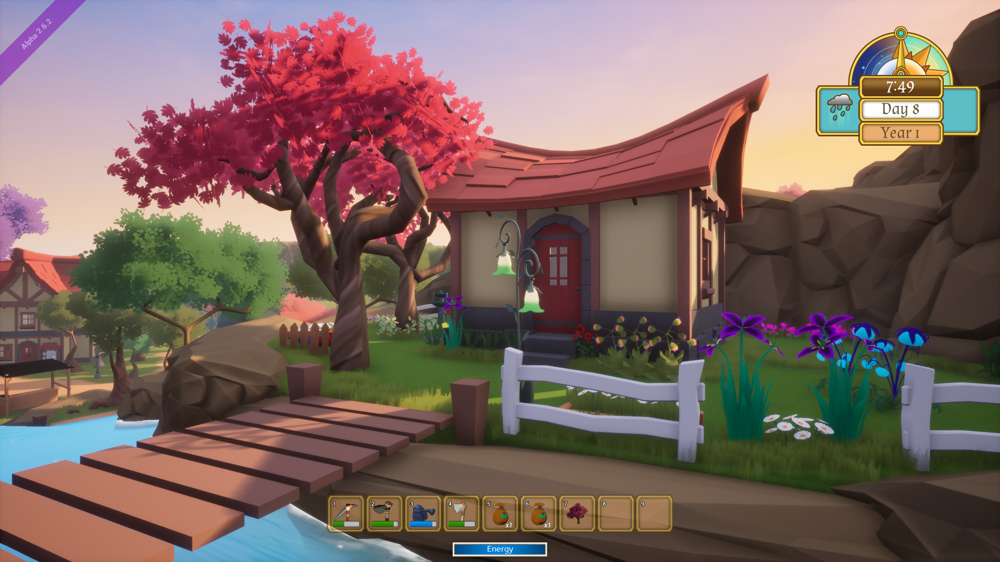 Alpha 2.6.2
7:49
Day 8
Year 1
1 2 3 4 5 6 7 8 9
x1 x1
Energy